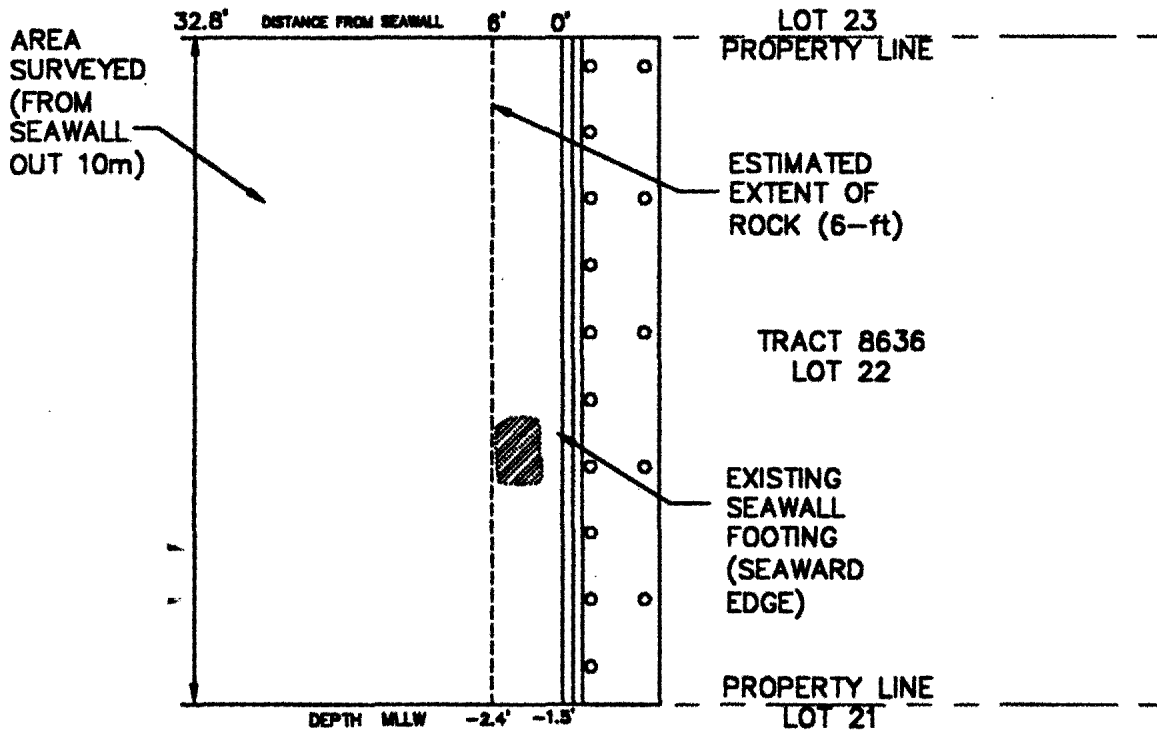 32.8' DISTANCE FROM SEAWALL 6' 0'
LOT 23
PROPERTY LINE
AREA
SURVEYED
(FROM
SEAWALL
OUT 10m)
ESTIMATED
EXTENT OF
ROCK (6-ft)
TRACT 8636
LOT 22
EXISTING
SEAWALL
FOOTING
(SEAWARD
EDGE)
PROPERTY LINE
LOT 21
DEPTH MLLW -2.4' -1.5'